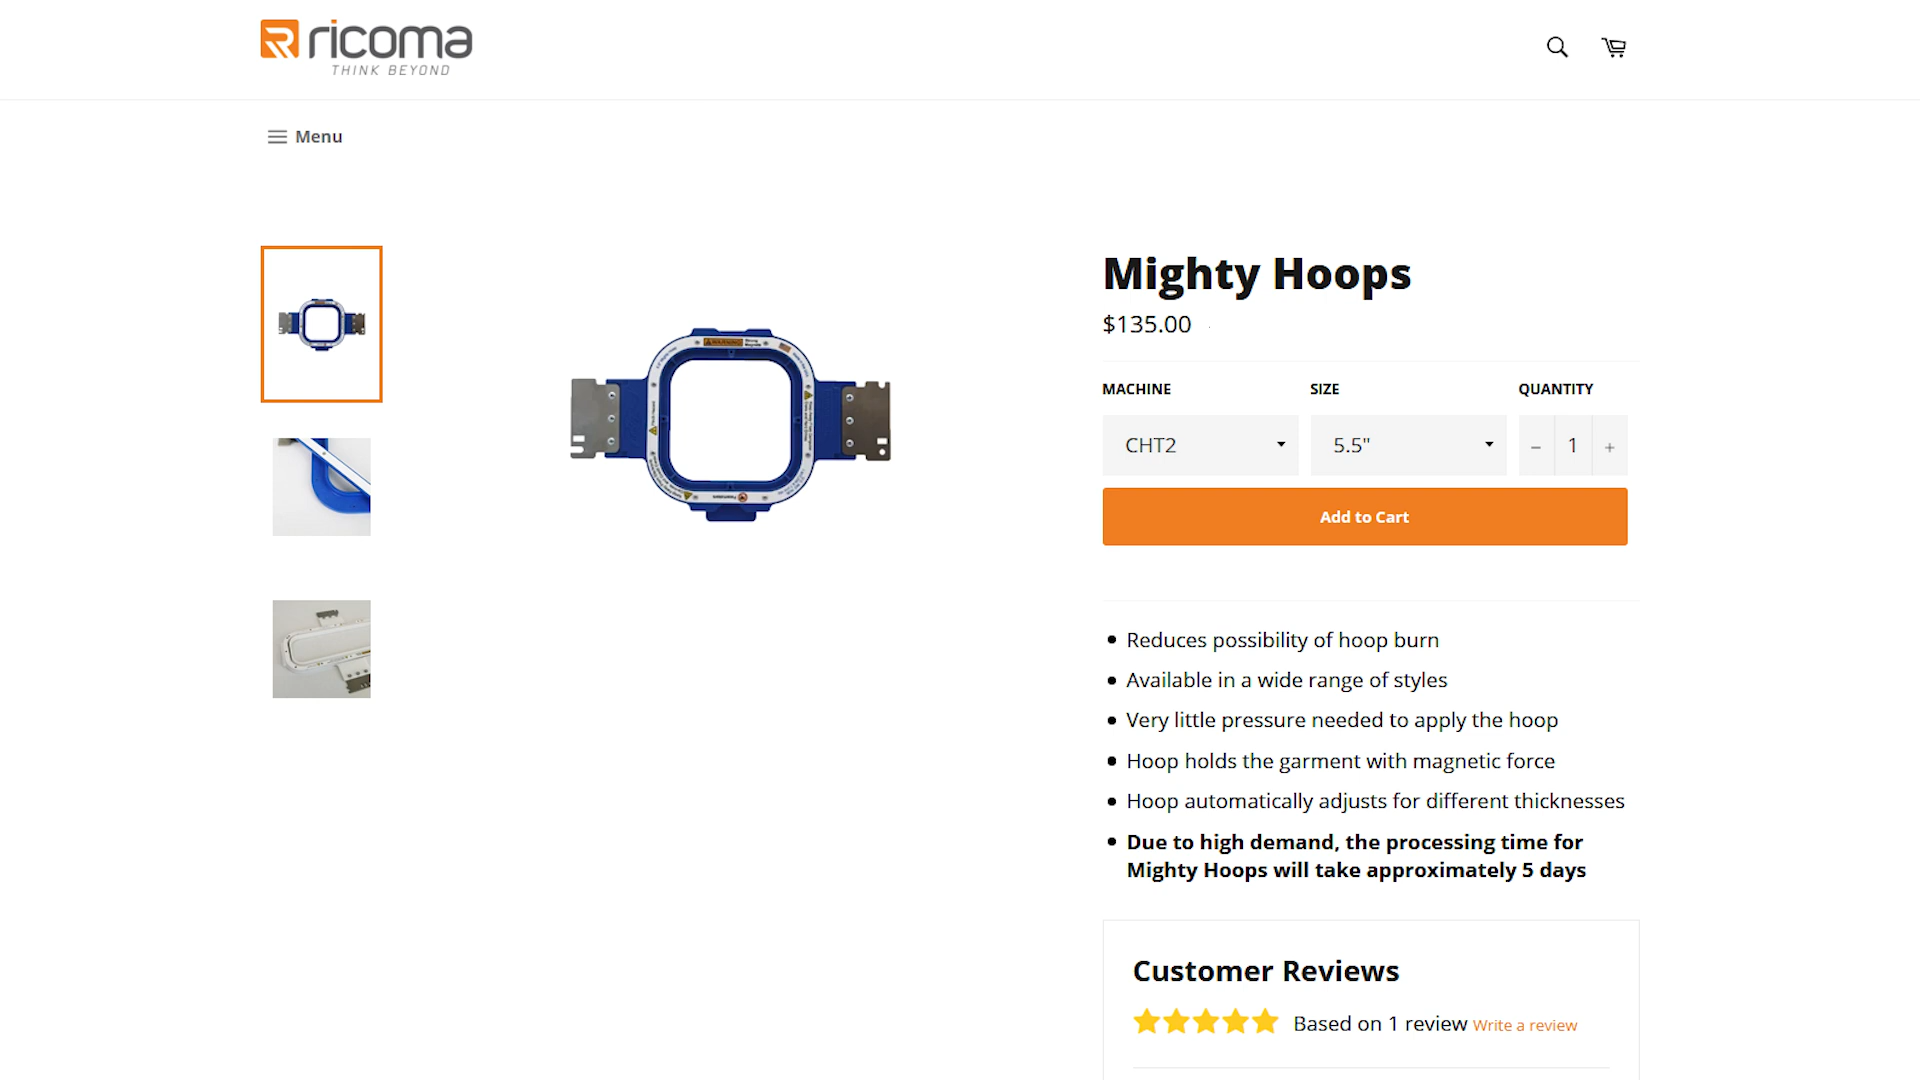 ricoma
THINK BEYOND
Menu
Mighty Hoops
$135.00
MACHINE SIZE QUANTITY
CHT2 5.5" − 1 +
Add to Cart
• Reduces possibility of hoop burn
• Available in a wide range of styles
• Very little pressure needed to apply the hoop
• Hoop holds the garment with magnetic force
• Hoop automatically adjusts for different thicknesses
• Due to high demand, the processing time for
Mighty Hoops will take approximately 5 days
Customer Reviews
Based on 1 review Write a review
WARNING